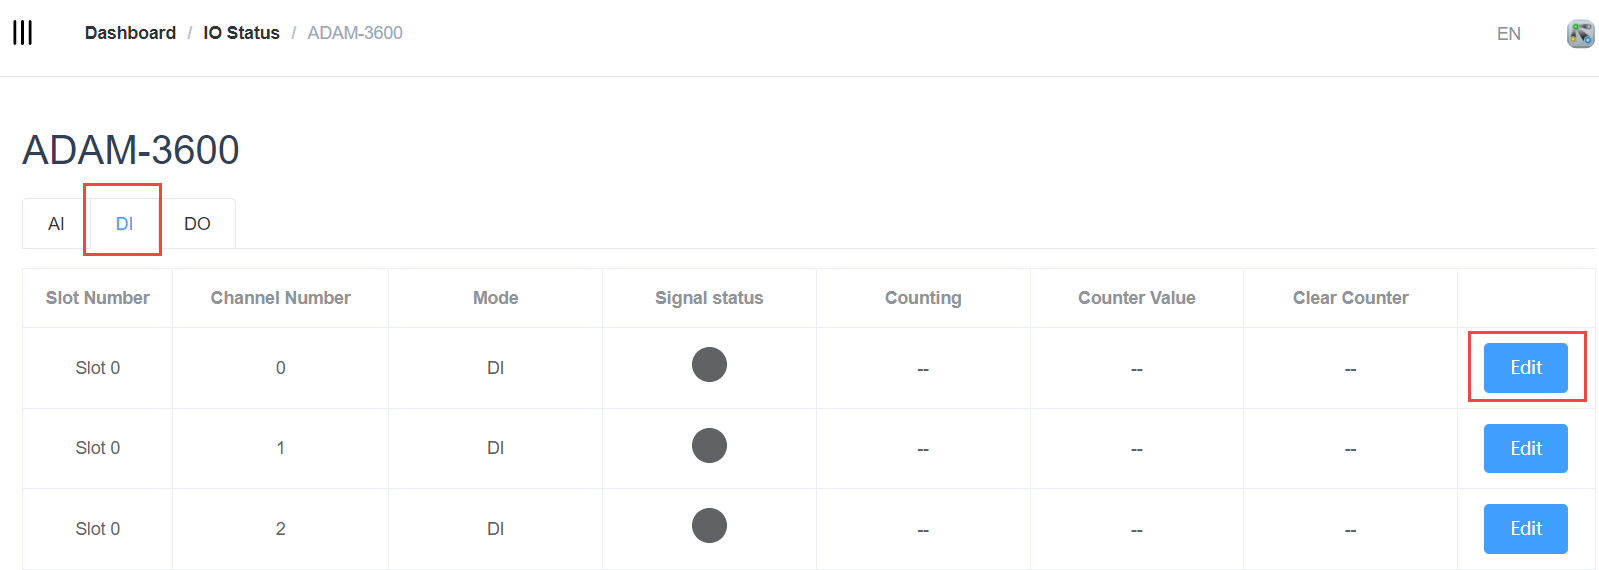 Dashboard / IO Status / ADAM-3600 EN
ADAM-3600
AI DI DO
Slot Number Channel Number Mode Signal status Counting Counter Value Clear Counter
Slot 0 0 DI -- -- -- Edit
Slot 0 1 DI -- -- -- Edit
Slot 0 2 DI -- -- -- Edit